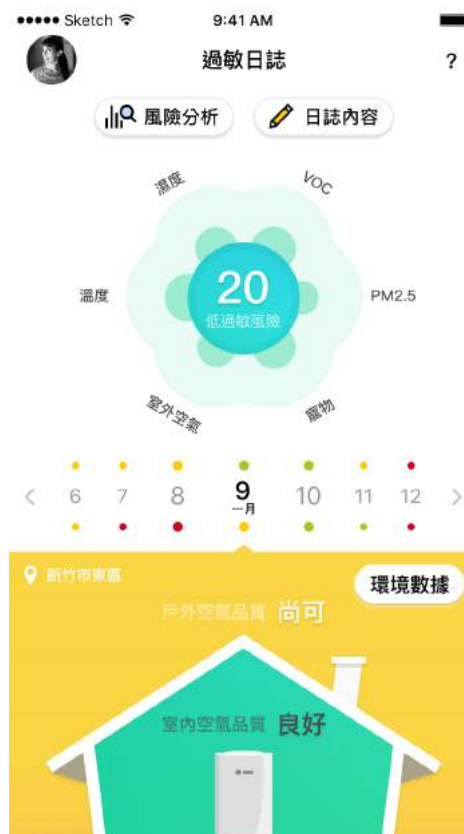 Sketch 9:41 AM
過敏日誌 ?
風險分析 日誌內容
濕度 VOC
溫度 PM2.5
20
低過敏風險
室外空氣 寵物
6 7 8 9 10 11 12
一月
新竹市東區
環境數據
戶外空氣品質 尚可
室內空氣品質 良好